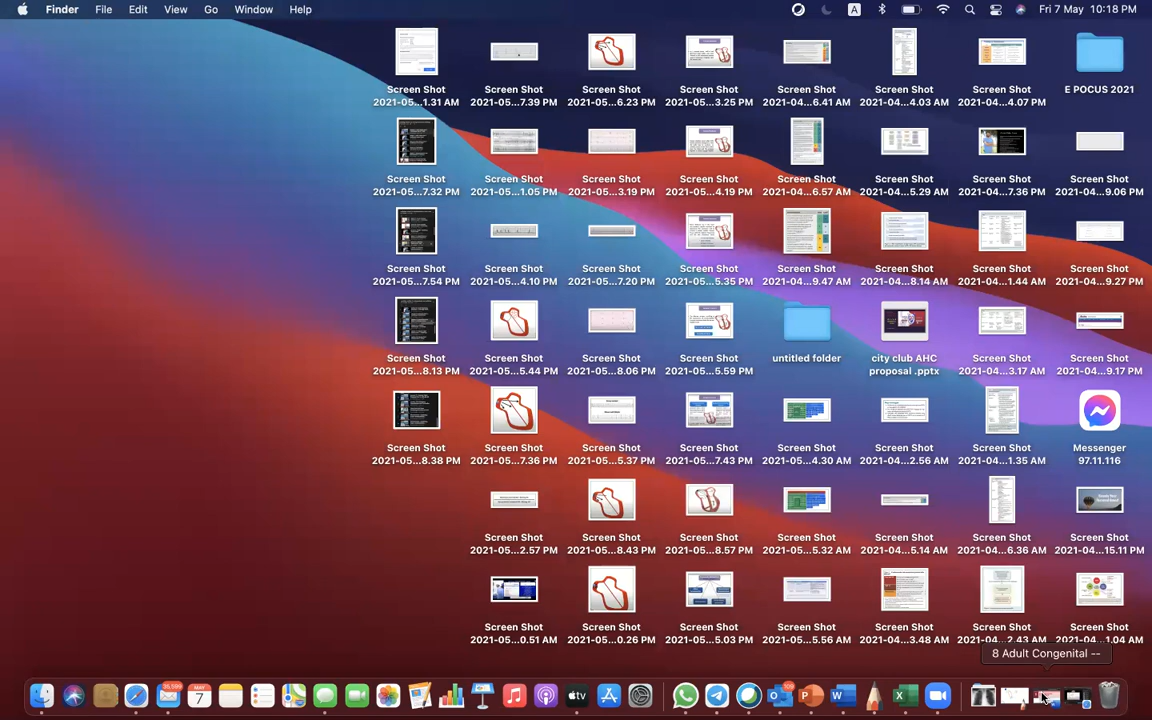 Finder File Edit View Go Window Help A Fri 7 May 10:18 PM
Screen Shot 2021-05...1.31 AM
Screen Shot 2021-05...7.39 PM
Screen Shot 2021-05...6.23 PM
Screen Shot 2021-05...3.25 PM
Screen Shot 2021-04...6.41 AM
Screen Shot 2021-04...4.03 AM
Screen Shot 2021-04...4.07 PM
E POCUS 2021
Screen Shot 2021-05...7.32 PM
Screen Shot 2021-05...1.05 PM
Screen Shot 2021-05...3.19 PM
Screen Shot 2021-05...4.19 PM
Screen Shot 2021-04...6.57 AM
Screen Shot 2021-04...5.29 AM
Screen Shot 2021-04...7.36 PM
Screen Shot 2021-04...9.06 PM
Screen Shot 2021-05...7.54 PM
Screen Shot 2021-05...4.10 PM
Screen Shot 2021-05...7.20 PM
Screen Shot 2021-05...5.35 PM
Screen Shot 2021-04...9.47 AM
Screen Shot 2021-04...8.14 AM
Screen Shot 2021-04...1.44 AM
Screen Shot 2021-04...9.27 PM
Screen Shot 2021-05...8.13 PM
Screen Shot 2021-05...5.44 PM
Screen Shot 2021-05...8.06 PM
Screen Shot 2021-05...5.59 PM
untitled folder
city club AHC proposal .pptx
Screen Shot 2021-04...3.17 AM
Screen Shot 2021-04...9.17 PM
Screen Shot 2021-05...8.38 PM
Screen Shot 2021-05...7.36 PM
Screen Shot 2021-05...5.37 PM
Screen Shot 2021-05...7.43 PM
Screen Shot 2021-05...4.30 AM
Screen Shot 2021-04...2.56 AM
Screen Shot 2021-04...1.35 AM
Messenger 97.11.116
Screen Shot 2021-05...2.57 PM
Screen Shot 2021-05...8.43 PM
Screen Shot 2021-05...8.57 PM
Screen Shot 2021-05...5.32 AM
Screen Shot 2021-04...5.14 AM
Screen Shot 2021-04...6.36 AM
Screen Shot 2021-04...15.11 PM
Screen Shot 2021-05...0.51 AM
Screen Shot 2021-05...0.26 PM
Screen Shot 2021-05...5.03 PM
Screen Shot 2021-05...5.56 AM
Screen Shot 2021-04...3.48 AM
Screen Shot 2021-04...2.43 AM
Screen Shot 2021-04...1.04 AM
8 Adult Congenital --
MAY
7
tv